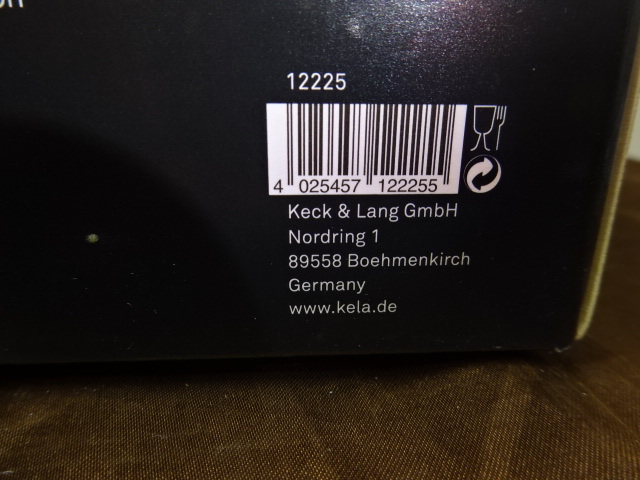 12225
4 025457 122255
Keck & Lang GmbH
Nordring 1
89558 Boehmenkirch
Germany
www.kela.de